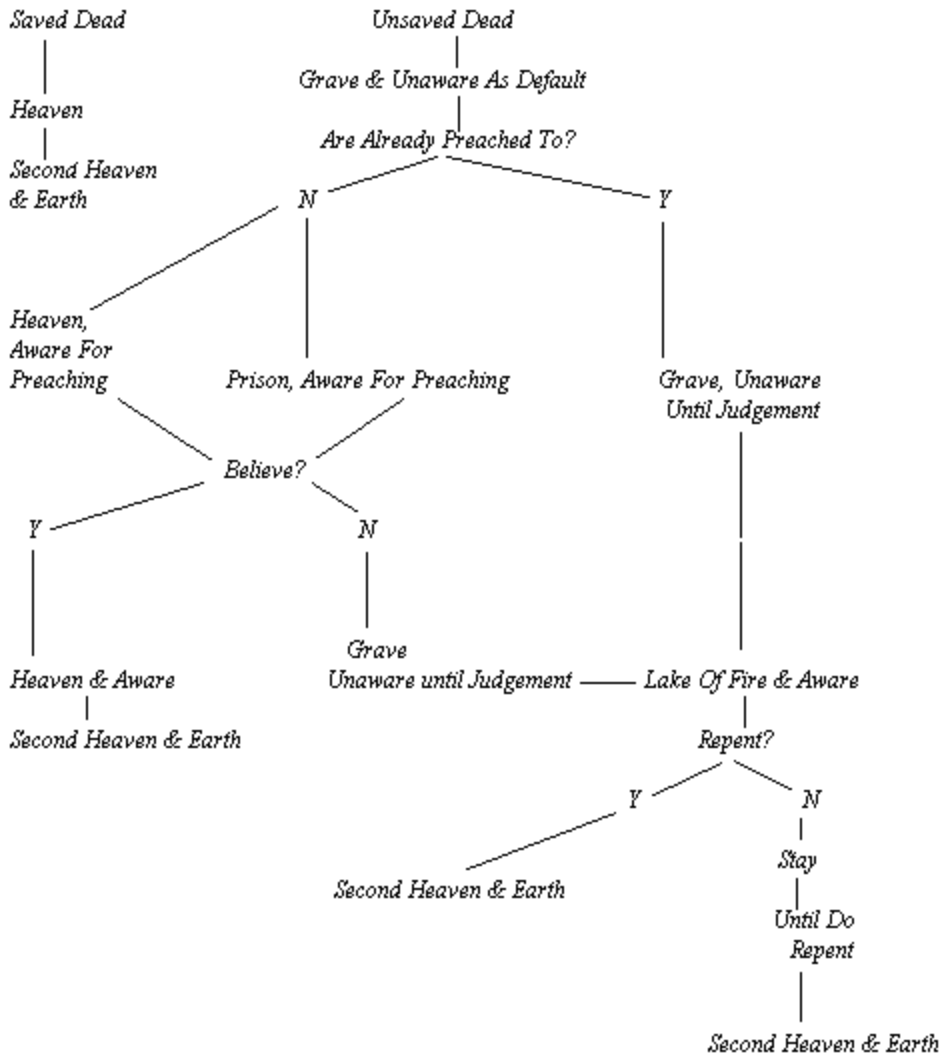 Saved Dead
Unsaved Dead
Grave & Unaware As Default
Heaven
Are Already Preached To?
Second Heaven
& Earth
N
Y
Heaven,
Aware For
Preaching
Prison, Aware For Preaching
Grave, Unaware
Until Judgement
Believe?
Y
N
Grave
Unaware until Judgement
Heaven & Aware
Lake Of Fire & Aware
Second Heaven & Earth
Repent?
Y
N
Stay
Second Heaven & Earth
Until Do
Repent
Second Heaven & Earth